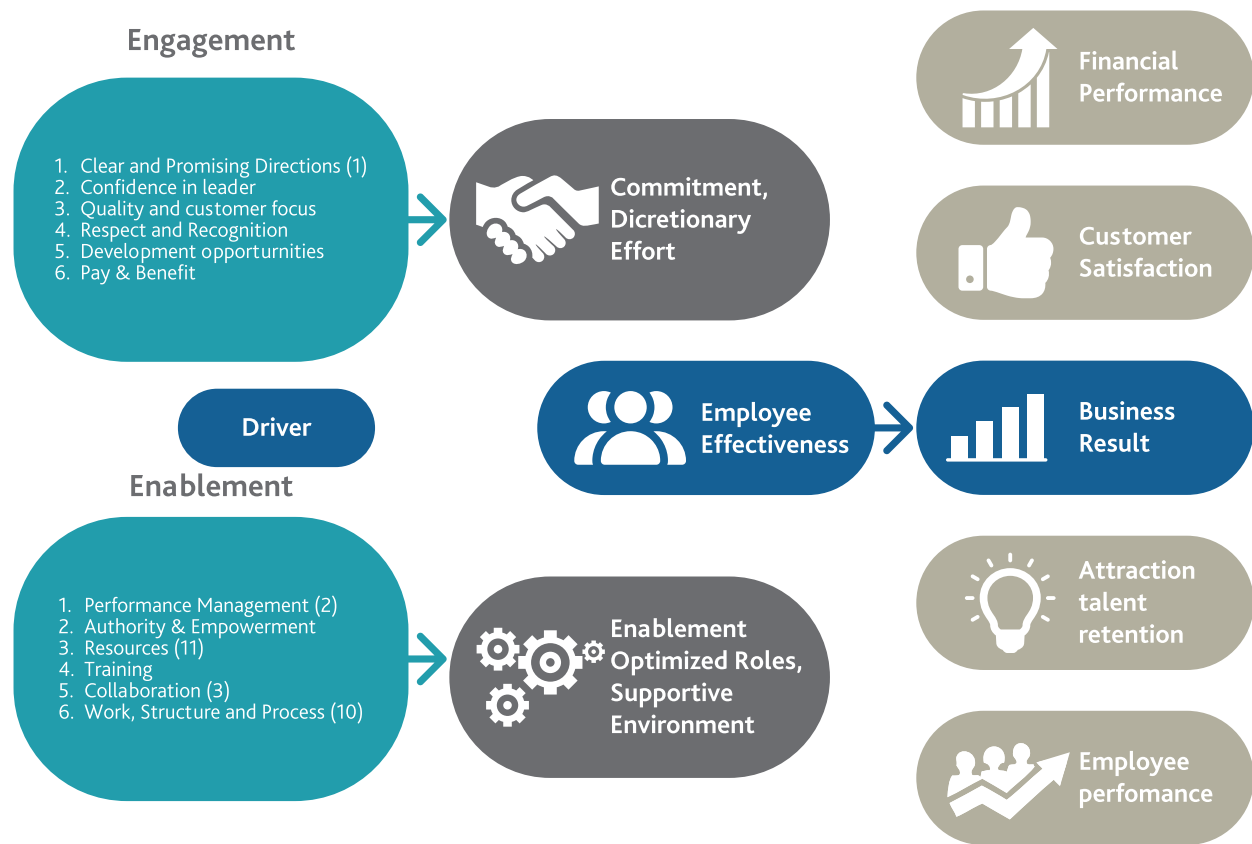 Engagement
1. Clear and Promising Directions (1)
2. Confidence in leader
3. Quality and customer focus
4. Respect and Recognition
5. Development opporturnities
6. Pay & Benefit
Commitment,
Dicretionary
Effort
Driver
Enablement
1. Performance Management (2)
2. Authority & Empowerment
3. Resources (11)
4. Training
5. Collaboration (3)
6. Work, Structure and Process (10)
Enablement
Optimized Roles,
Supportive
Environment
Employee
Effectiveness
Financial
Performance
Customer
Satisfaction
Business
Result
Attraction
talent
retention
Employee
perfomance